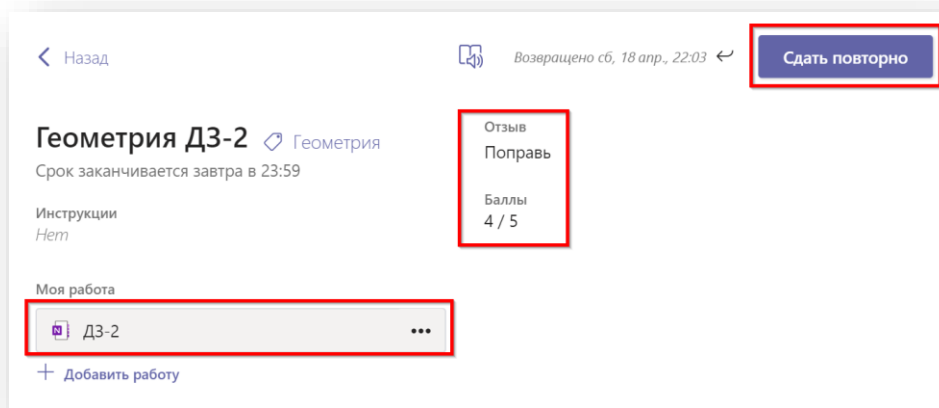 Назад
Возвращено сб, 18 апр., 22:03
Сдать повторно
Геометрия ДЗ-2 Геометрия
Срок заканчивается завтра в 23:59
Инструкции
Нет
Отзыв
Поправь
Баллы
4 / 5
Моя работа
ДЗ-2
Добавить работу